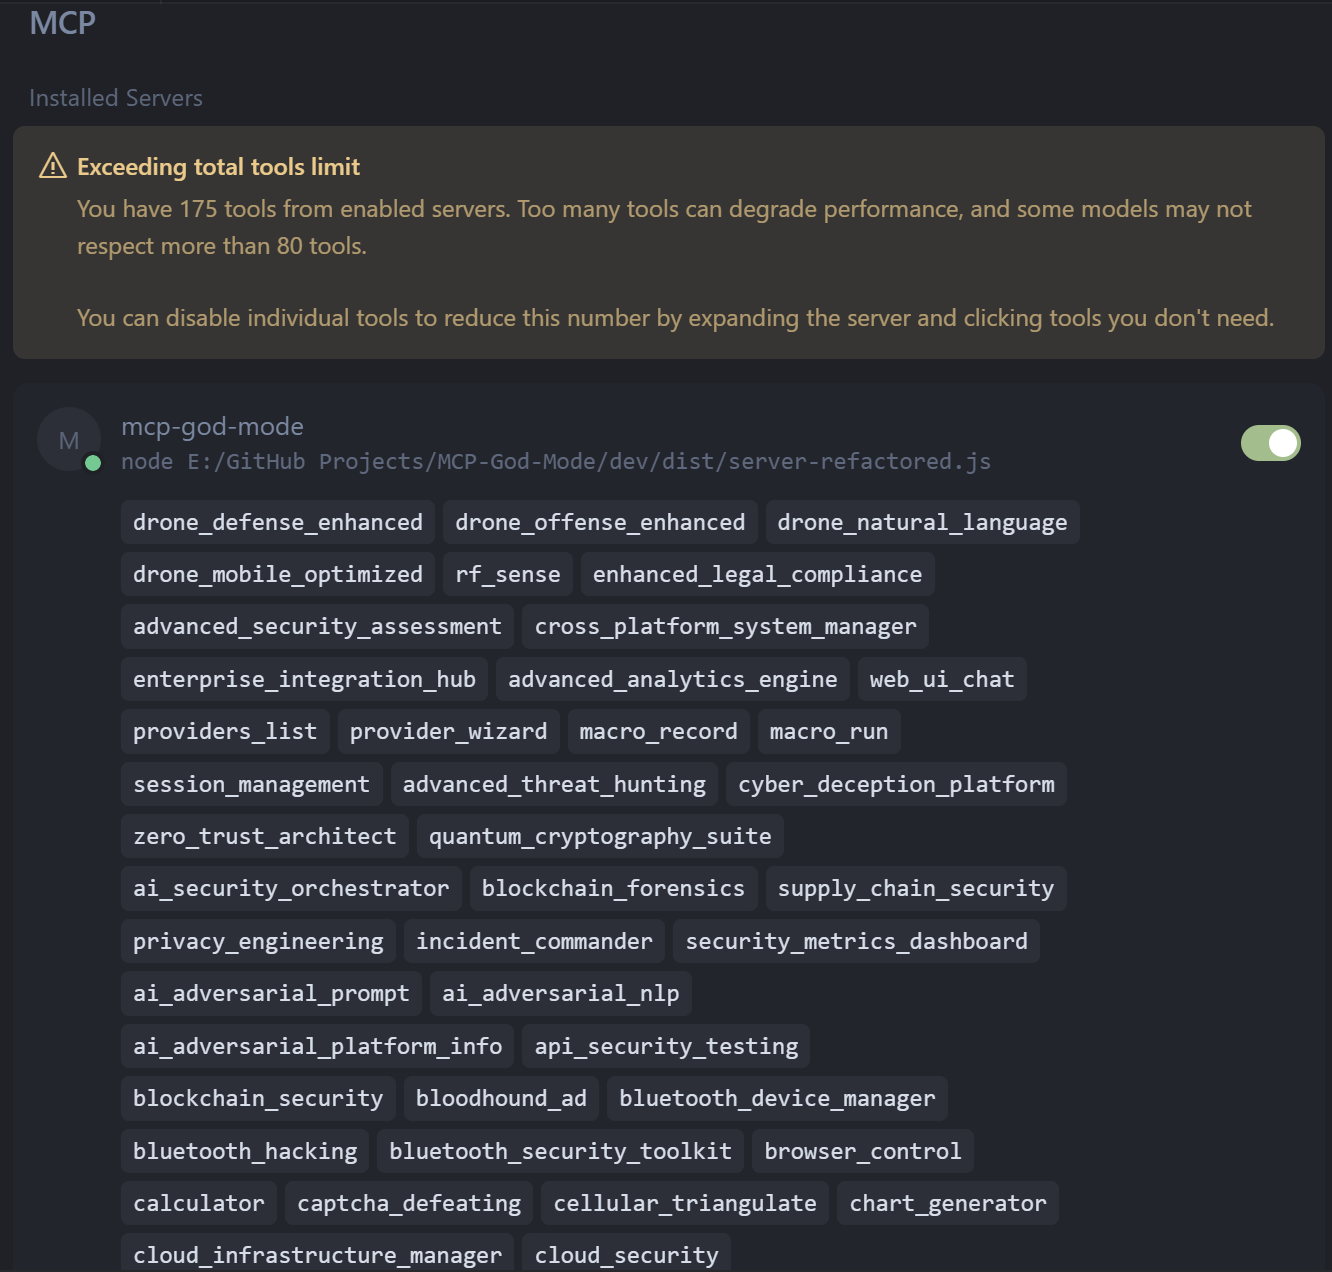 MCP
Installed Servers
Exceeding total tools limit
You have 175 tools from enabled servers. Too many tools can degrade performance, and some models may not
respect more than 80 tools.
You can disable individual tools to reduce this number by expanding the server and clicking tools you don't need.
M
mcp-god-mode
node E:/GitHub Projects/MCP-God-Mode/dev/dist/server-refactored.js
drone_defense_enhanced drone_offense_enhanced drone_natural_language
drone_mobile_optimized rf_sense enhanced_legal_compliance
advanced_security_assessment cross_platform_system_manager
enterprise_integration_hub advanced_analytics_engine web_ui_chat
providers_list provider_wizard macro_record macro_run
session_management advanced_threat_hunting cyber_deception_platform
zero_trust_architect quantum_cryptography_suite
ai_security_orchestrator blockchain_forensics supply_chain_security
privacy_engineering incident_commander security_metrics_dashboard
ai_adversarial_prompt ai_adversarial_nlp
ai_adversarial_platform_info api_security_testing
blockchain_security bloodhound_ad bluetooth_device_manager
bluetooth_hacking bluetooth_security_toolkit browser_control
calculator captcha_defeating cellular_triangulate chart_generator
cloud_infrastructure_manager cloud_security